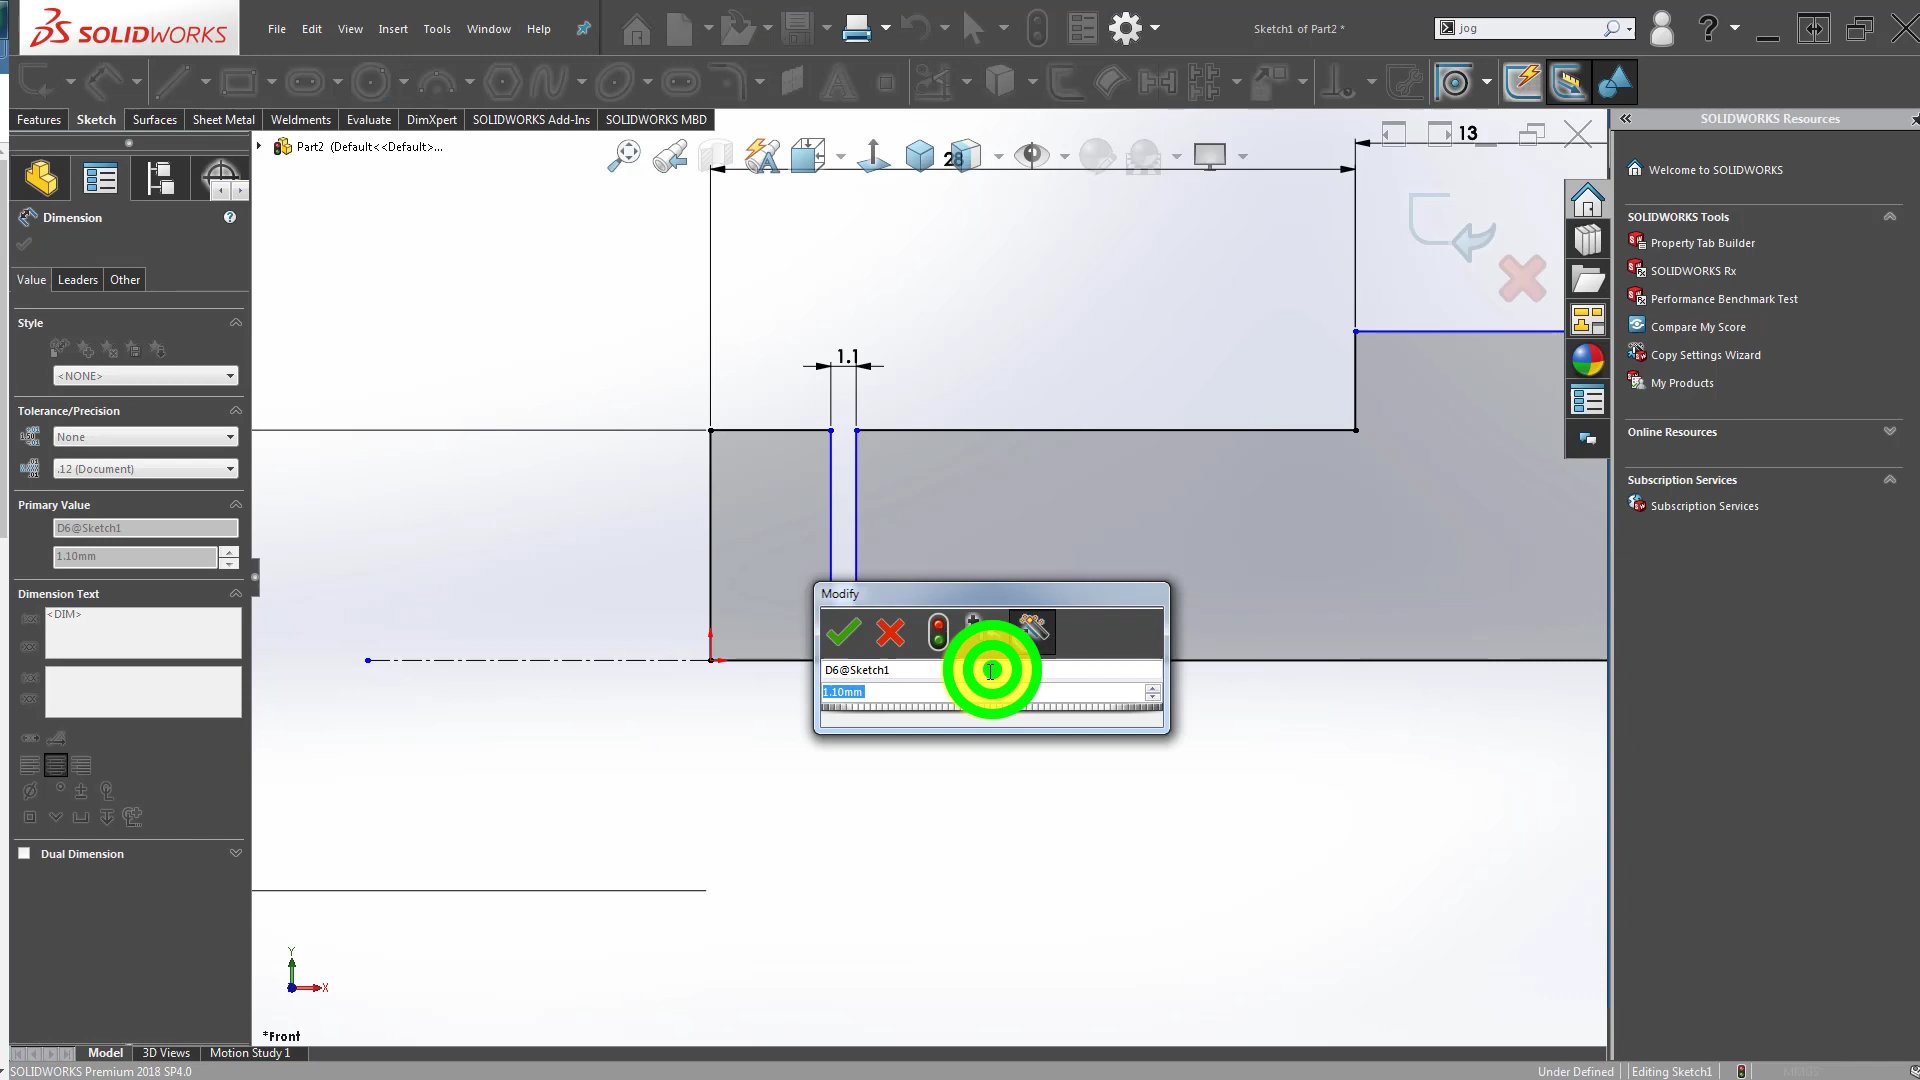 SOLIDWORKS
File Edit View Insert Tools Window Help
Sketch1 of Part2 *
jog
Features Sketch Surfaces Sheet Metal Weldments Evaluate DimXpert SOLIDWORKS Add-Ins SOLIDWORKS MBD
SOLIDWORKS Resources
Part2 (Default<<Default>...
28
13
Welcome to SOLIDWORKS
Dimension
SOLIDWORKS Tools
Property Tab Builder
SOLIDWORKS Rx
Performance Benchmark Test
Compare My Score
Copy Settings Wizard
My Products
Online Resources
Subscription Services
Subscription Services
Value Leaders Other
Style
<NONE>
Tolerance/Precision
None
.12 (Document)
Primary Value
D6@Sketch1
1.10mm
Dimension Text
<DIM>
Dual Dimension
1.1
Modify
D6@Sketch1
1.10mm
Y
X
*Front
Model 3D Views Motion Study 1
SOLIDWORKS Premium 2018 SP4.0
Under Defined Editing Sketch1 MMGS